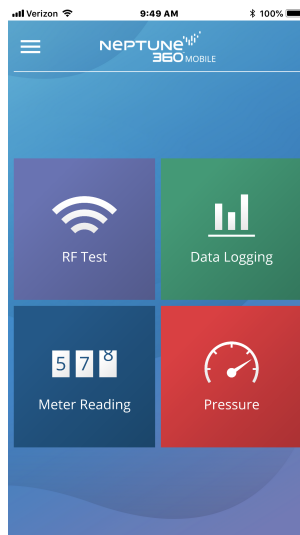 Verizon 9:49 AM 100%
NEPTUNE
360 MOBILE
RF Test Data Logging
5 7 8
Meter Reading Pressure